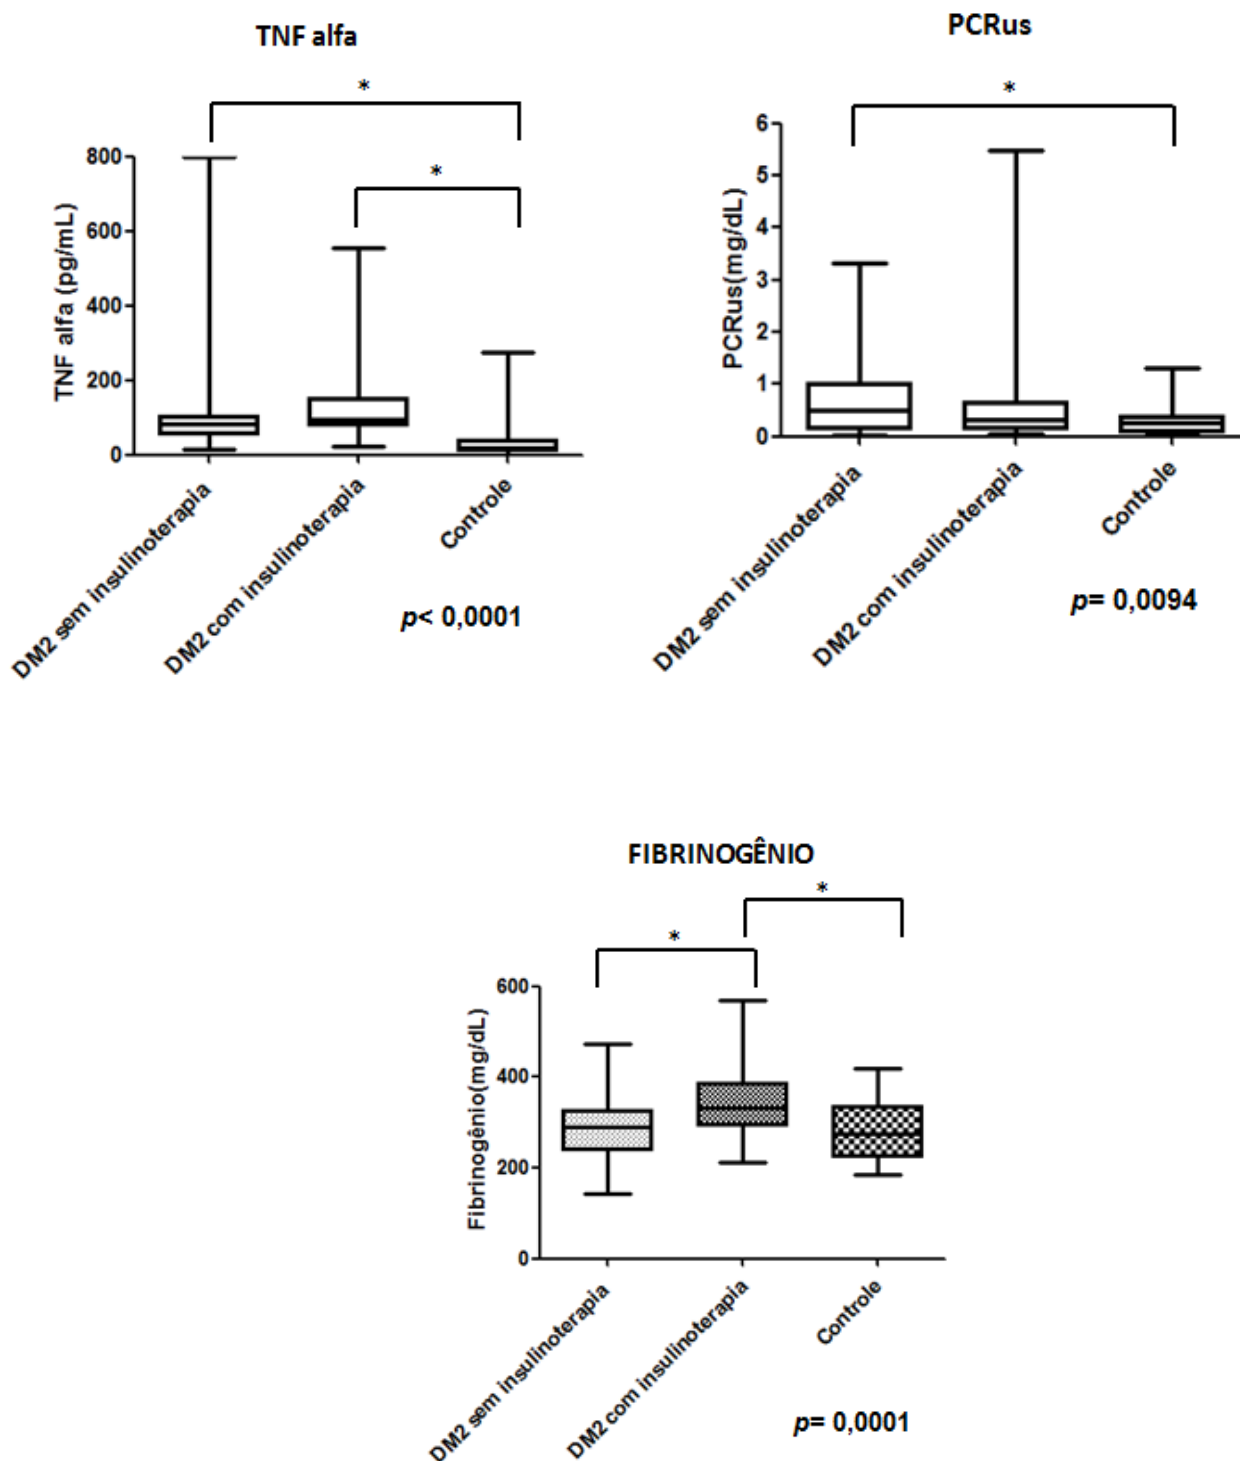 TNF alfa
*
*
800
600
400
200
0
TNF alfa (pg/mL)
DM2 sem insulinoterapia
DM2 com insulinoterapia
Controle
p< 0,0001
PCRus
*
6
5
4
3
2
1
0
PCRus(mg/dL)
DM2 sem insulinoterapia
DM2 com insulinoterapia
Controle
p= 0,0094
FIBRINOGÊNIO
*
*
600
400
200
0
Fibrinogênio(mg/dL)
DM2 sem insulinoterapia
DM2 com insulinoterapia
Controle
p= 0,0001